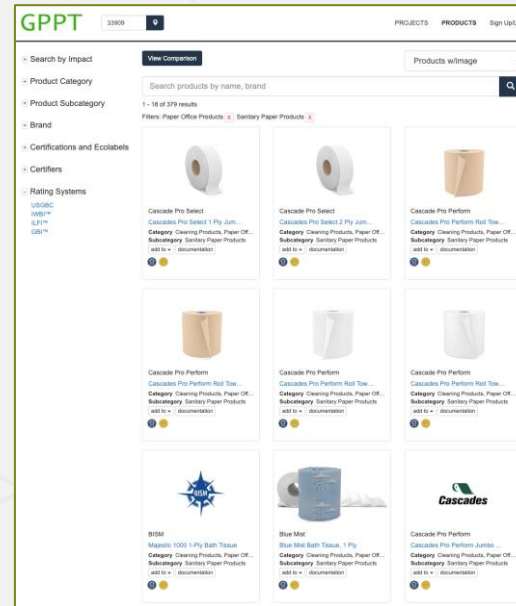 GPPT
33909
PROJECTS PRODUCTS Sign Up/L
Search by Impact
Product Category
Product Subcategory
Brand
Certifications and Ecolabels
Certifiers
Rating Systems
USGBC
IWBI™
ILFI™
GBI™
View Comparison
Products w/image
Search products by name, brand
1 - 18 of 379 results
Filters: Paper Office Products x Sanitary Paper Products x
Cascade Pro Select
Cascades Pro Select 1 Ply Jum...
Category Cleaning Products, Paper Off...
Subcategory Sanitary Paper Products
add to documentation
Cascade Pro Select
Cascades Pro Select 2 Ply Jum...
Category Cleaning Products, Paper Off...
Subcategory Sanitary Paper Products
add to documentation
Cascade Pro Perform
Cascades Pro Perform Roll Tow...
Category Cleaning Products, Paper Off...
Subcategory Sanitary Paper Products
add to documentation
Cascade Pro Perform
Cascades Pro Perform Roll Tow...
Category Cleaning Products, Paper Off...
Subcategory Sanitary Paper Products
add to documentation
Cascade Pro Perform
Cascades Pro Perform Roll Tow...
Category Cleaning Products, Paper Off...
Subcategory Sanitary Paper Products
add to documentation
Cascade Pro Perform
Cascades Pro Perform Roll Tow...
Category Cleaning Products, Paper Off...
Subcategory Sanitary Paper Products
add to documentation
BISM
BISM
Majestic 1000 1-Ply Bath Tissue
Category Cleaning Products, Paper Off...
Subcategory Sanitary Paper Products
add to documentation
Blue Mist
Blue Mist Bath Tissue, 1 Ply
Category Cleaning Products, Paper Off...
Subcategory Sanitary Paper Products
add to documentation
Cascades
Cascade Pro Perform
Cascades Pro Perform Jumbo ...
Category Cleaning Products, Paper Off...
Subcategory Sanitary Paper Products
add to documentation